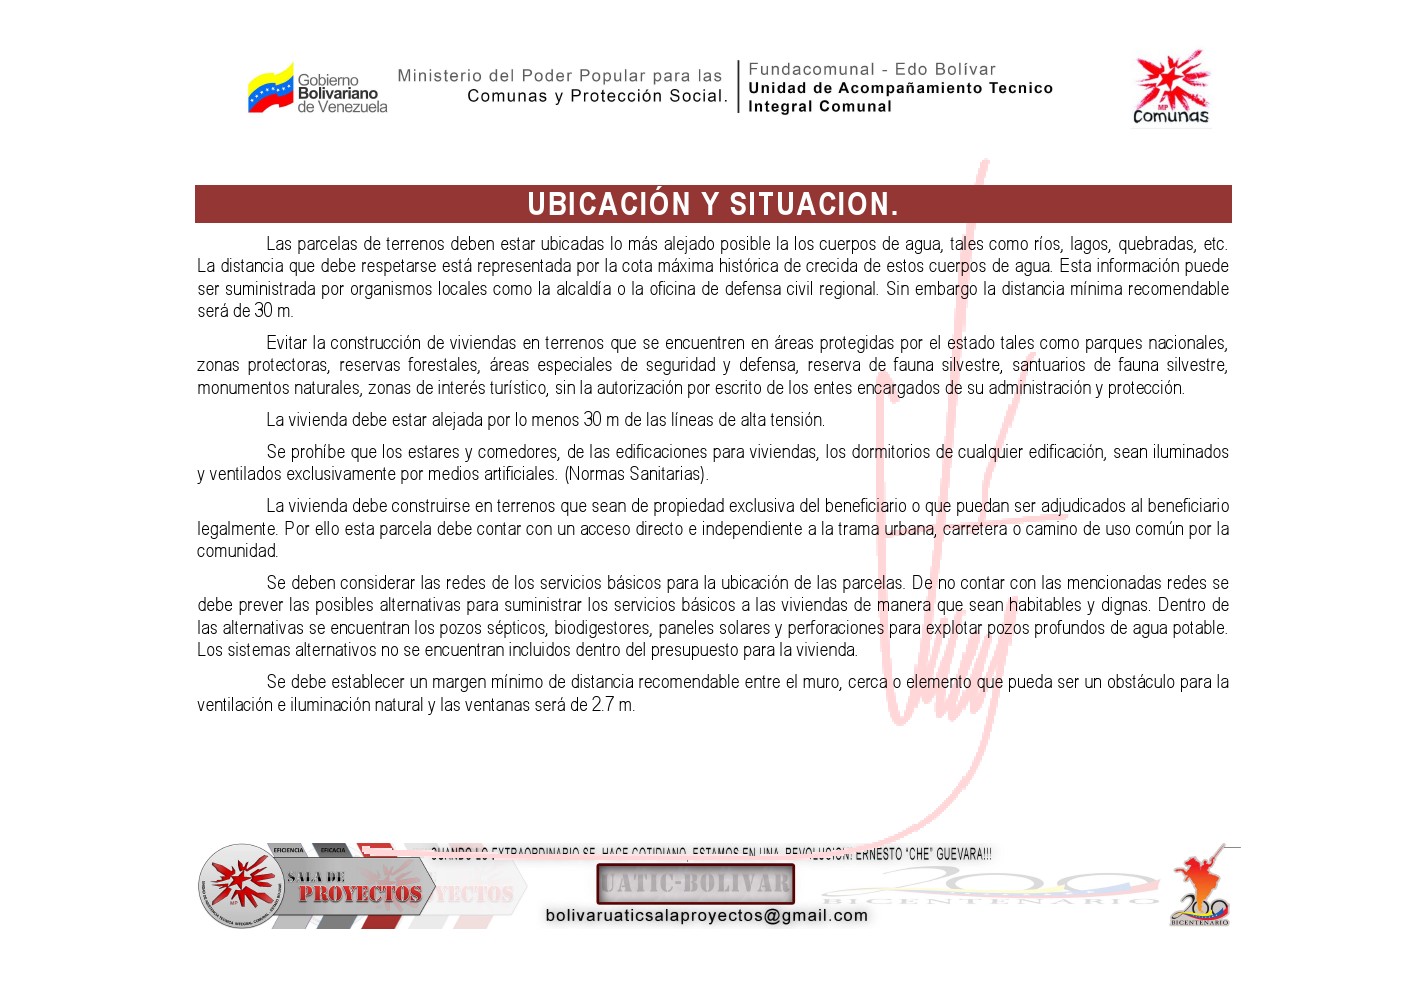 Gobierno
Bolivariano
de Venezuela
Ministerio del Poder Popular para las
Comunas y Protección Social.
Fundacomunal - Edo Bolívar
Unidad de Acompañamiento Tecnico
Integral Comunal
MP
Comunas
UBICACIÓN Y SITUACION.
Las parcelas de terrenos deben estar ubicadas lo más alejado posible la los cuerpos de agua, tales como ríos, lagos, quebradas, etc.
La distancia que debe respetarse está representada por la cota máxima histórica de crecida de estos cuerpos de agua. Esta información puede
ser suministrada por organismos locales como la alcaldía o la oficina de defensa civil regional. Sin embargo la distancia mínima recomendable
será de 30 m.
Evitar la construcción de viviendas en terrenos que se encuentren en áreas protegidas por el estado tales como parques nacionales,
zonas protectoras, reservas forestales, áreas especiales de seguridad y defensa, reserva de fauna silvestre, santuarios de fauna silvestre,
monumentos naturales, zonas de interés turístico, sin la autorización por escrito de los entes encargados de su administración y protección.
La vivienda debe estar alejada por lo menos 30 m de las líneas de alta tensión.
Se prohíbe que los estares y comedores, de las edificaciones para viviendas, los dormitorios de cualquier edificación, sean iluminados
y ventilados exclusivamente por medios artificiales. (Normas Sanitarias).
La vivienda debe construirse en terrenos que sean de propiedad exclusiva del beneficiario o que puedan ser adjudicados al beneficiario
legalmente. Por ello esta parcela debe contar con un acceso directo e independiente a la trama urbana, carretera o camino de uso común por la
comunidad.
Se deben considerar las redes de los servicios básicos para la ubicación de las parcelas. De no contar con las mencionadas redes se
debe prever las posibles alternativas para suministrar los servicios básicos a las viviendas de manera que sean habitables y dignas. Dentro de
las alternativas se encuentran los pozos sépticos, biodigestores, paneles solares y perforaciones para explotar pozos profundos de agua potable.
Los sistemas alternativos no se encuentran incluidos dentro del presupuesto para la vivienda.
Se debe establecer un margen mínimo de distancia recomendable entre el muro, cerca o elemento que pueda ser un obstáculo para la
ventilación e iluminación natural y las ventanas será de 2.7 m.
EFICIENCIA EFICACIA
CUANDO LO EXTRAORDINARIO SE HACE COTIDIANO, ESTAMOS EN UNA REVOLUCIÓN! ERNESTO "CHE" GUEVARA!!!
SALA DE
PROYECTOS
YECTOS
MP
UATIC-BOLIVAR
bolivaruaticsalaproyectos@gmail.com
200
BICENTENARIO
200
BICENTENARIO